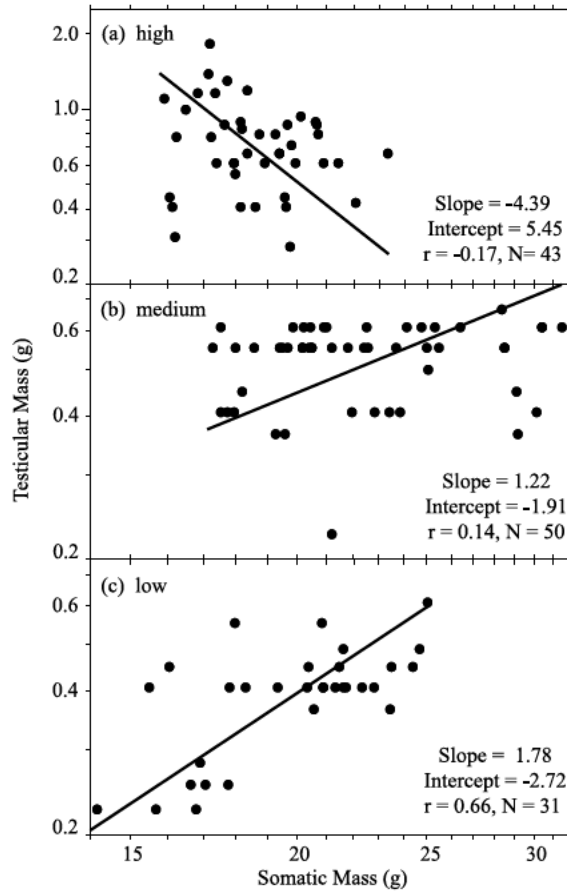 2.0
(a) high
1.0
0.6
0.4
Slope = -4.39
Intercept = 5.45
r = -0.17, N= 43
0.2
(b) medium
0.6
0.4
Slope = 1.22
Intercept = -1.91
r = 0.14, N = 50
0.2
(c) low
0.6
0.4
Slope = 1.78
Intercept = -2.72
r = 0.66, N = 31
0.2
Testicular Mass (g)
15 20 25 30
Somatic Mass (g)